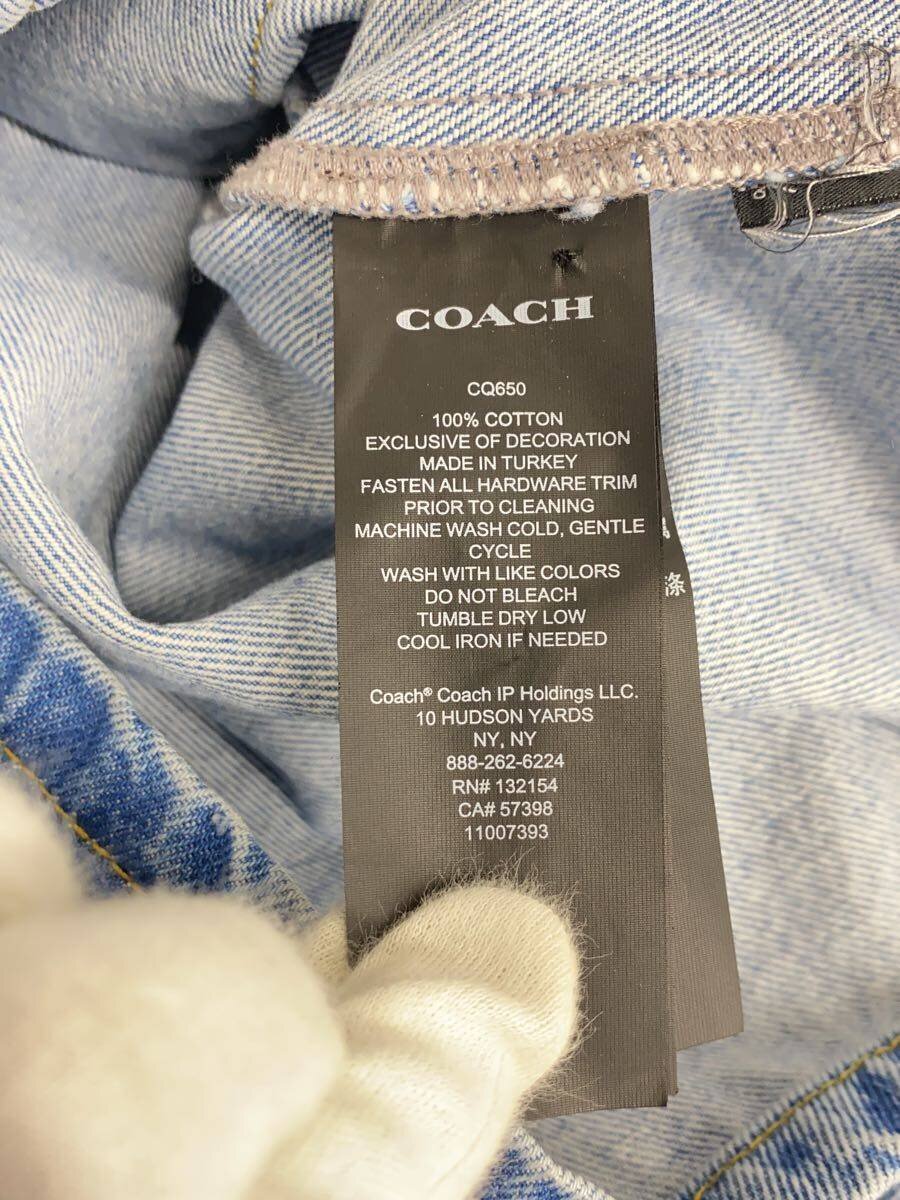 COACH
CQ650
100% COTTON
EXCLUSIVE OF DECORATION
MADE IN TURKEY
FASTEN ALL HARDWARE TRIM
PRIOR TO CLEANING
MACHINE WASH COLD, GENTLE
CYCLE
WASH WITH LIKE COLORS
DO NOT BLEACH
TUMBLE DRY LOW
COOL IRON IF NEEDED
Coach® Coach IP Holdings LLC.
10 HUDSON YARDS
NY, NY
888-262-6224
RN# 132154
CA# 57398
11007393
涤